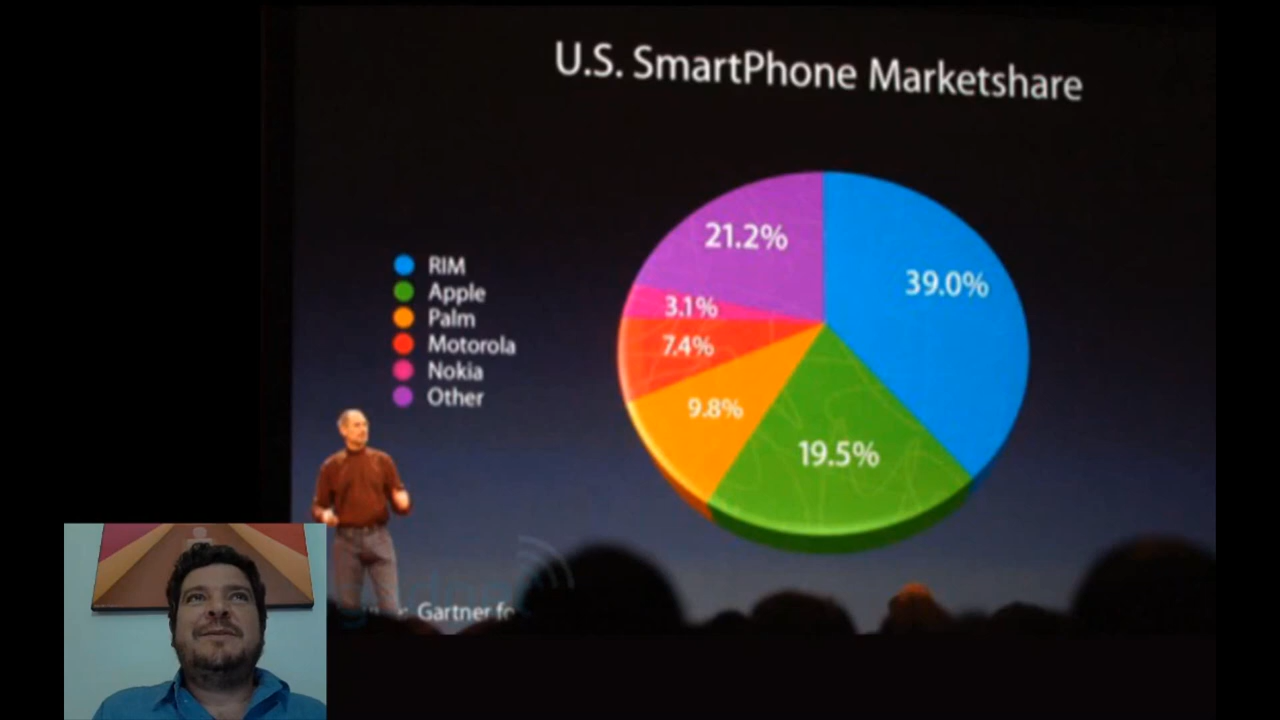 U.S. SmartPhone Marketshare
21.2%
39.0%
3.1%
7.4%
9.8%
19.5%
RIM
Apple
Palm
Motorola
Nokia
Other
Gartner